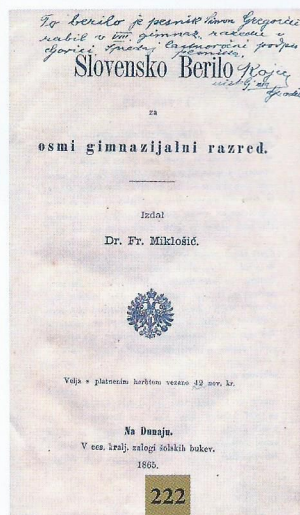 To berilo je pesnik Simon Gregorčič
rabil v VIII. gimnaz. razredu v
Gorici
Slovensko Berilo
za
osmi gimnazijalni razred.
Izdal
Dr. Fr. Miklošić.
Velja s platnenim herbtom vezano 42 nov. kr.
Na Dunaju.
V ces. kralj. zalogi šolskih bukev.
1865.
222